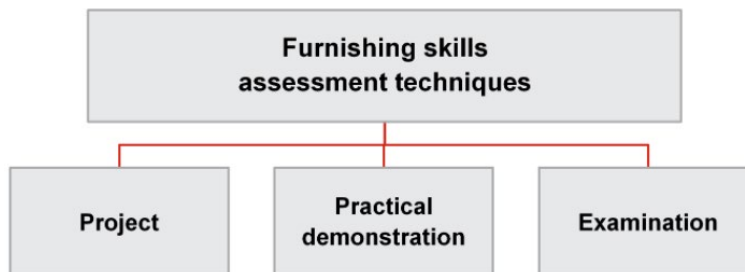 Furnishing skills
assessment techniques
Project
Practical
demonstration
Examination